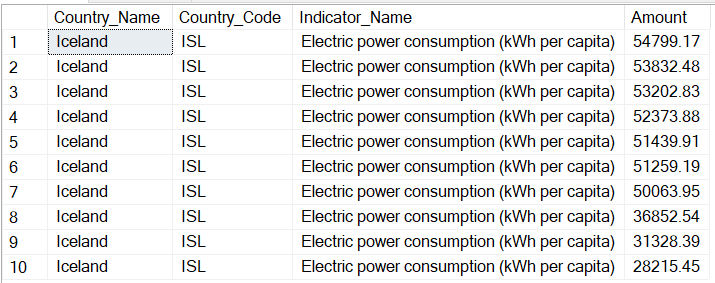 Country_Name Country_Code Indicator_Name Amount
1 Iceland ISL Electric power consumption (kWh per capita) 54799.17
2 Iceland ISL Electric power consumption (kWh per capita) 53832.48
3 Iceland ISL Electric power consumption (kWh per capita) 53202.83
4 Iceland ISL Electric power consumption (kWh per capita) 52373.88
5 Iceland ISL Electric power consumption (kWh per capita) 51439.91
6 Iceland ISL Electric power consumption (kWh per capita) 51259.19
7 Iceland ISL Electric power consumption (kWh per capita) 50063.95
8 Iceland ISL Electric power consumption (kWh per capita) 36852.54
9 Iceland ISL Electric power consumption (kWh per capita) 31328.39
10 Iceland ISL Electric power consumption (kWh per capita) 28215.45